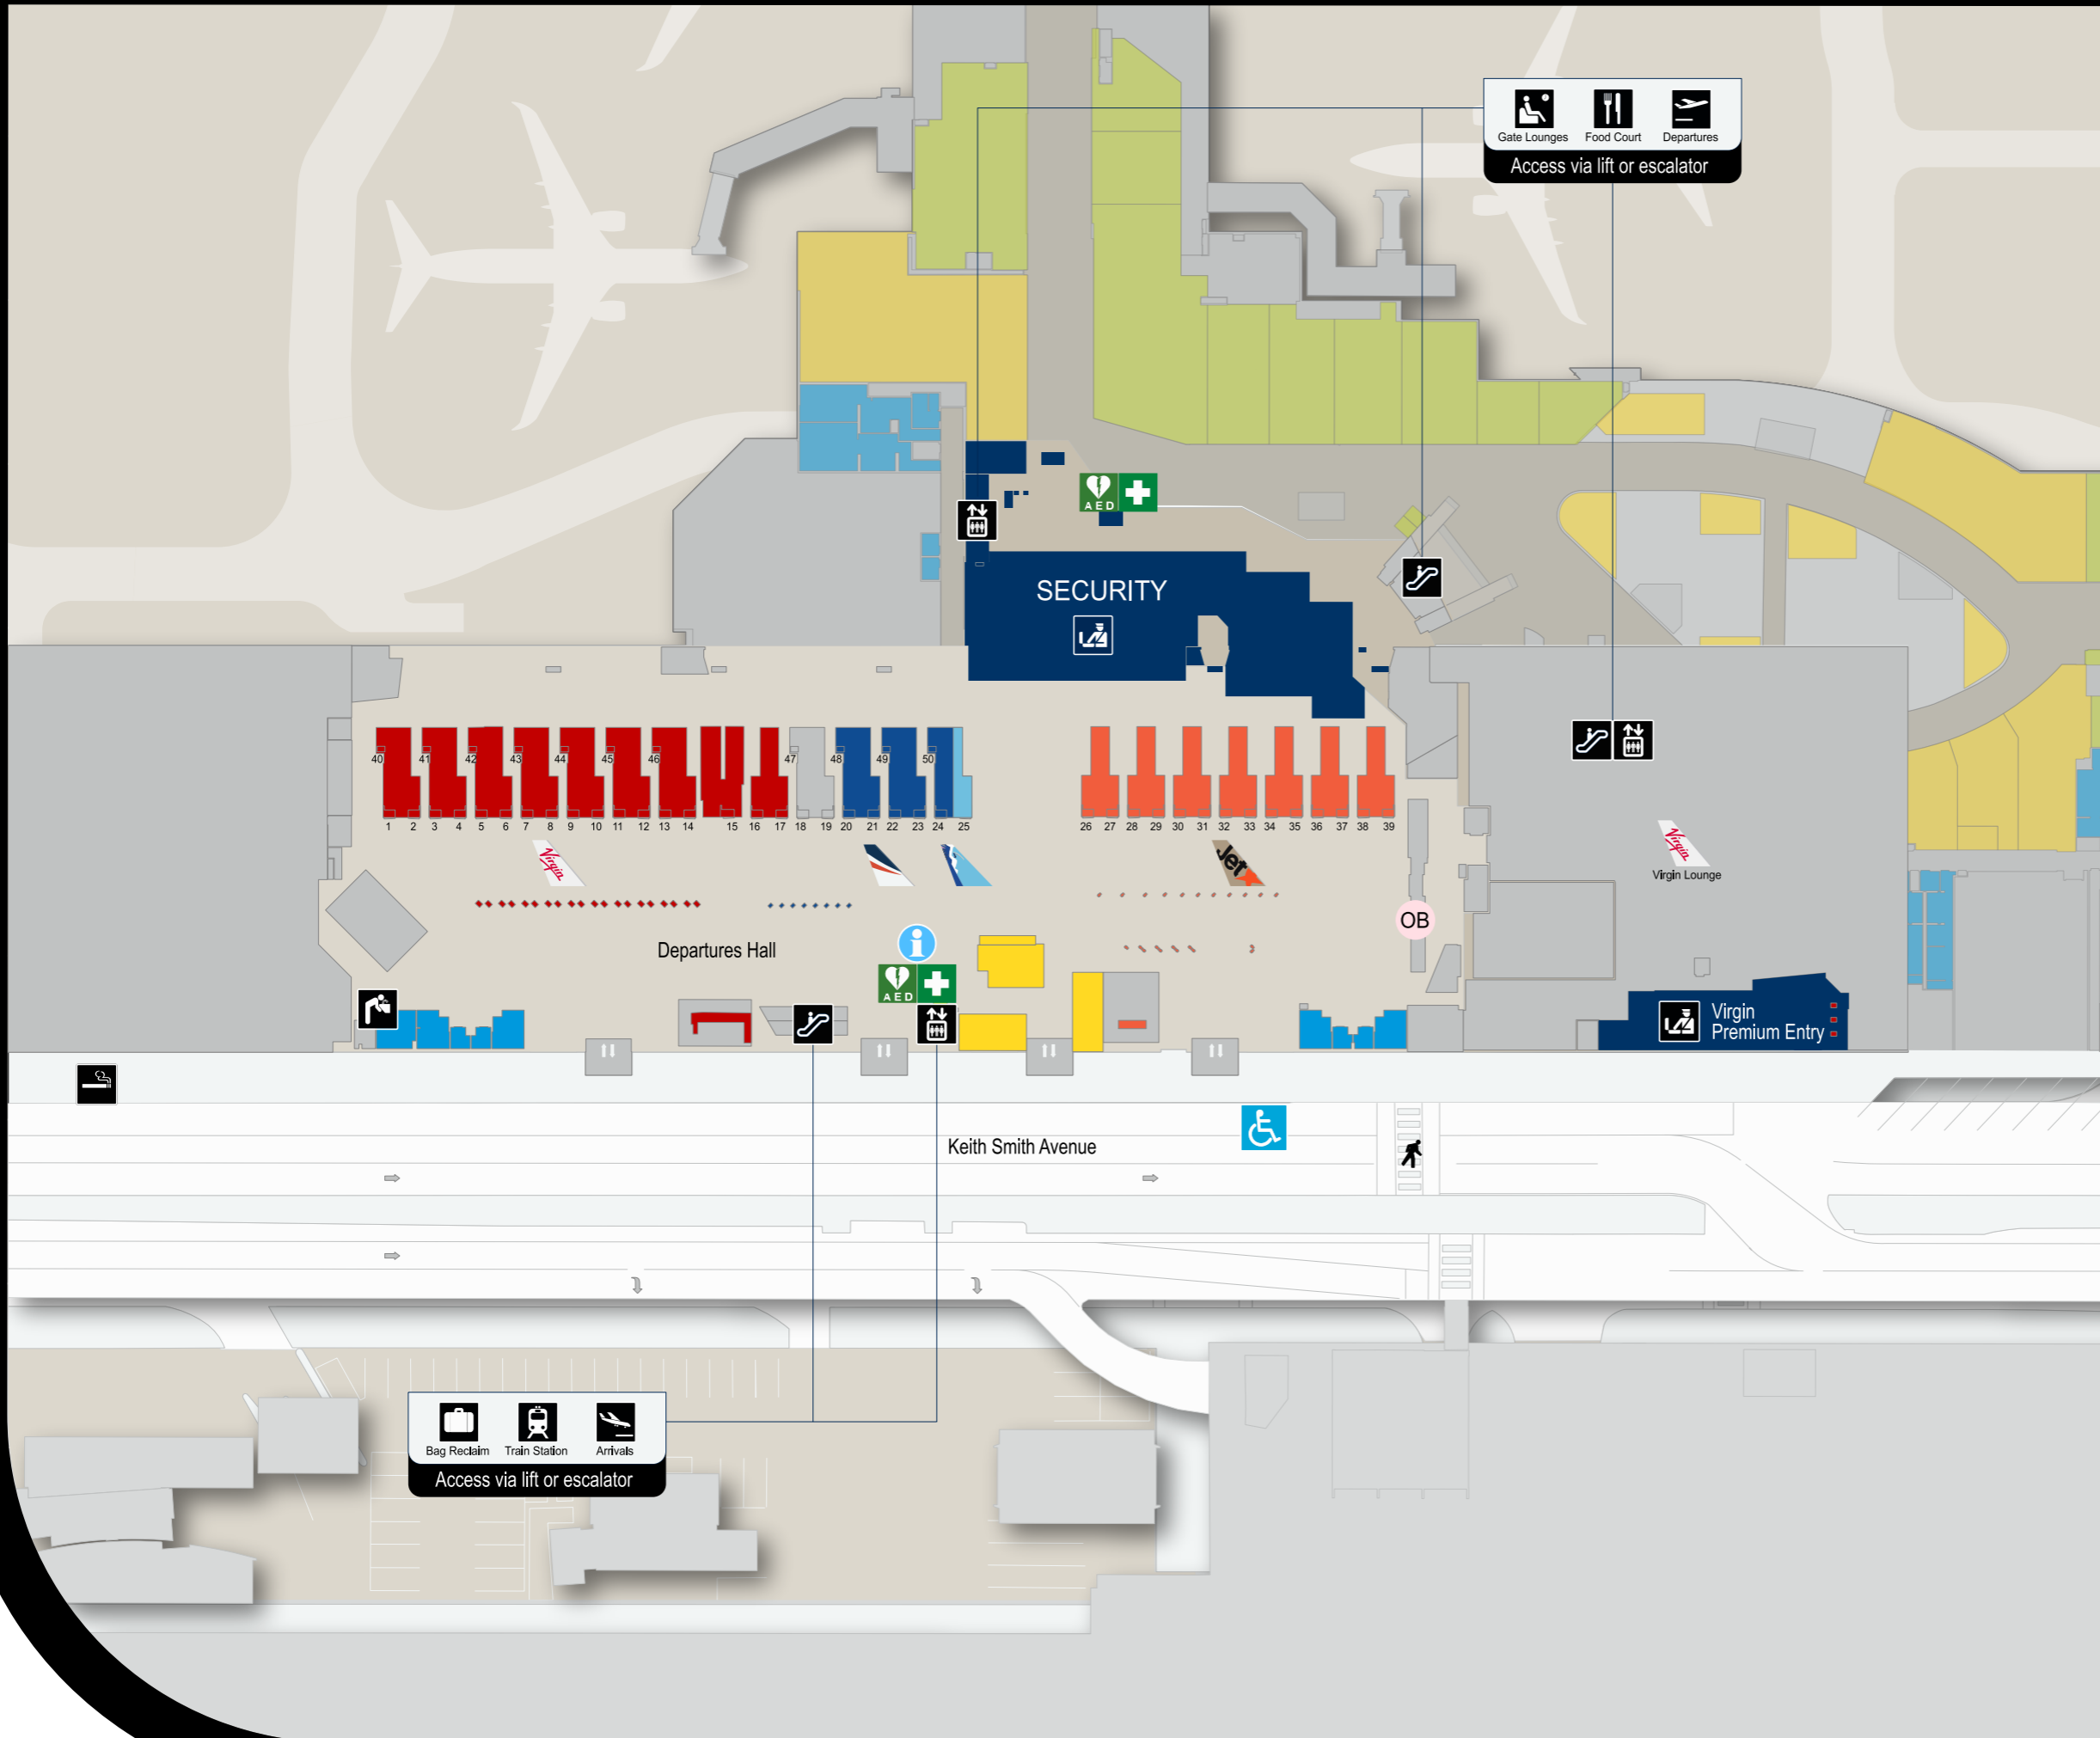 Gate Lounges Food Court Departures
Access via lift or escalator
AED
SECURITY
40 41 42 43 44 45 46 47 48 49 50
1 2 3 4 5 6 7 8 9 10 11 12 13 14 15 16 17 18 19 20 21 22 23 24 25 26 27 28 29 30 31 32 33 34 35 36 37 38 39
Virgin
Jet
Virgin
Virgin Lounge
OB
Departures Hall
i
AED
Virgin
Premium Entry
Keith Smith Avenue
Bag Reclaim Train Station Arrivals
Access via lift or escalator